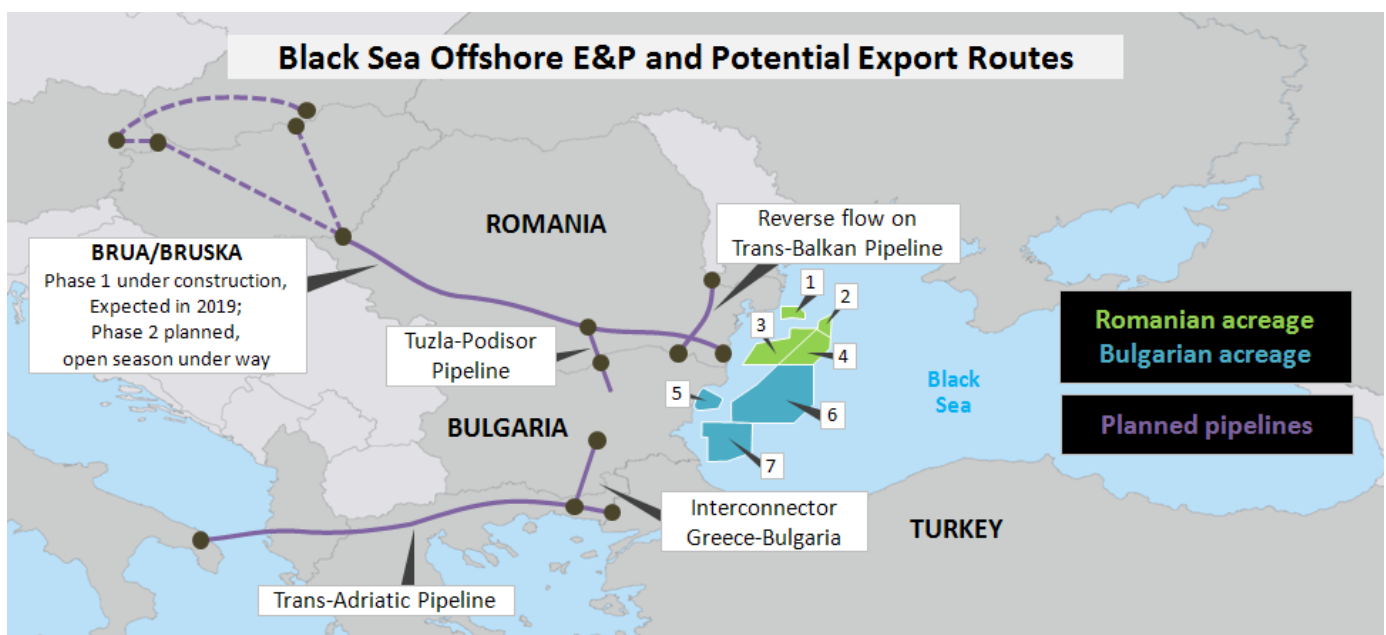 Black Sea Offshore E&P and Potential Export Routes
ROMANIA
Reverse flow on
Trans-Balkan Pipeline
BRUA/BRUSKA
Phase 1 under construction,
Expected in 2019;
Phase 2 planned,
open season under way
1
2
3
4
Tuzla-Podisor
Pipeline
Romanian acreage
Bulgarian acreage
Black
Sea
5
6
BULGARIA
Planned pipelines
7
Interconnector
Greece-Bulgaria
TURKEY
Trans-Adriatic Pipeline